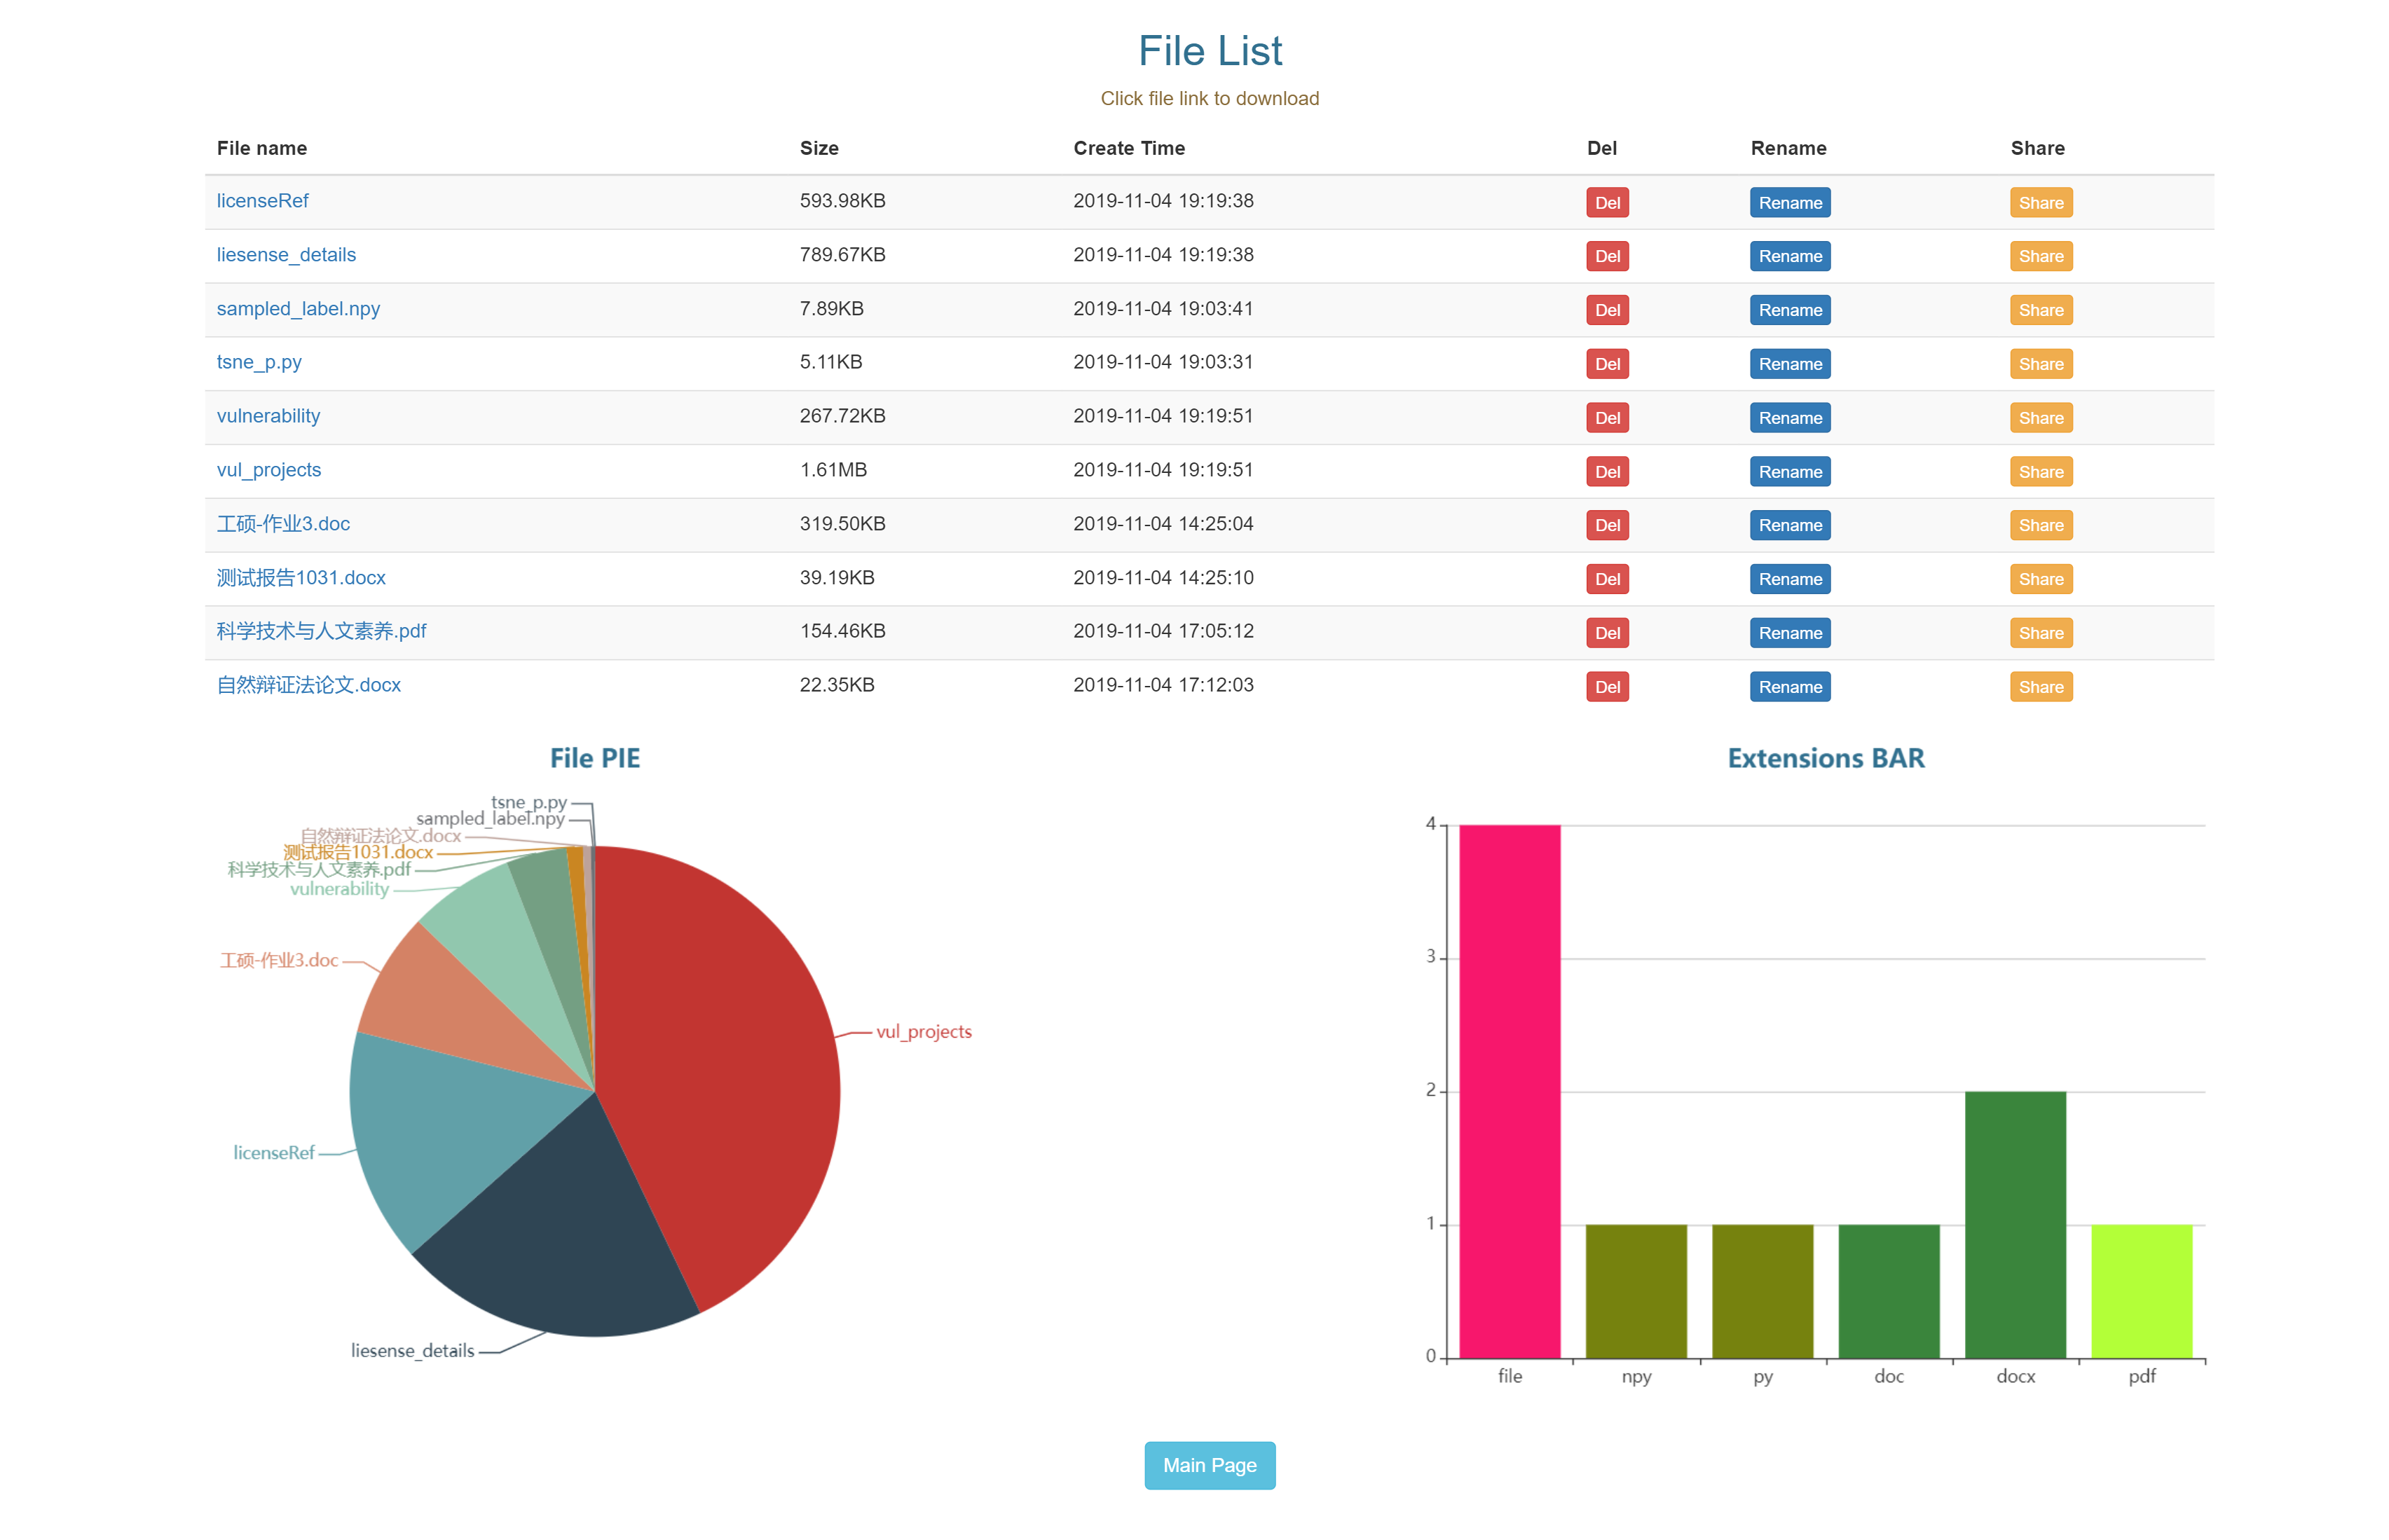 File List
Click file link to download
File name Size Create Time Del Rename Share
licenseRef 593.98KB 2019-11-04 19:19:38 Del Rename Share
liesense_details 789.67KB 2019-11-04 19:19:38 Del Rename Share
sampled_label.npy 7.89KB 2019-11-04 19:03:41 Del Rename Share
tsne_p.py 5.11KB 2019-11-04 19:03:31 Del Rename Share
vulnerability 267.72KB 2019-11-04 19:19:51 Del Rename Share
vul_projects 1.61MB 2019-11-04 19:19:51 Del Rename Share
工硕-作业3.doc 319.50KB 2019-11-04 14:25:04 Del Rename Share
测试报告1031.docx 39.19KB 2019-11-04 14:25:10 Del Rename Share
科学技术与人文素养.pdf 154.46KB 2019-11-04 17:05:12 Del Rename Share
自然辩证法论文.docx 22.35KB 2019-11-04 17:12:03 Del Rename Share
File PIE
tsne_p.py
sampled_label.npy
自然辩证法论文.docx
测试报告1031.docx
科学技术与人文素养.pdf
vulnerability
工硕-作业3.doc
vul_projects
licenseRef
liesense_details
Extensions BAR
4
3
2
1
0
file npy py doc docx pdf
Main Page